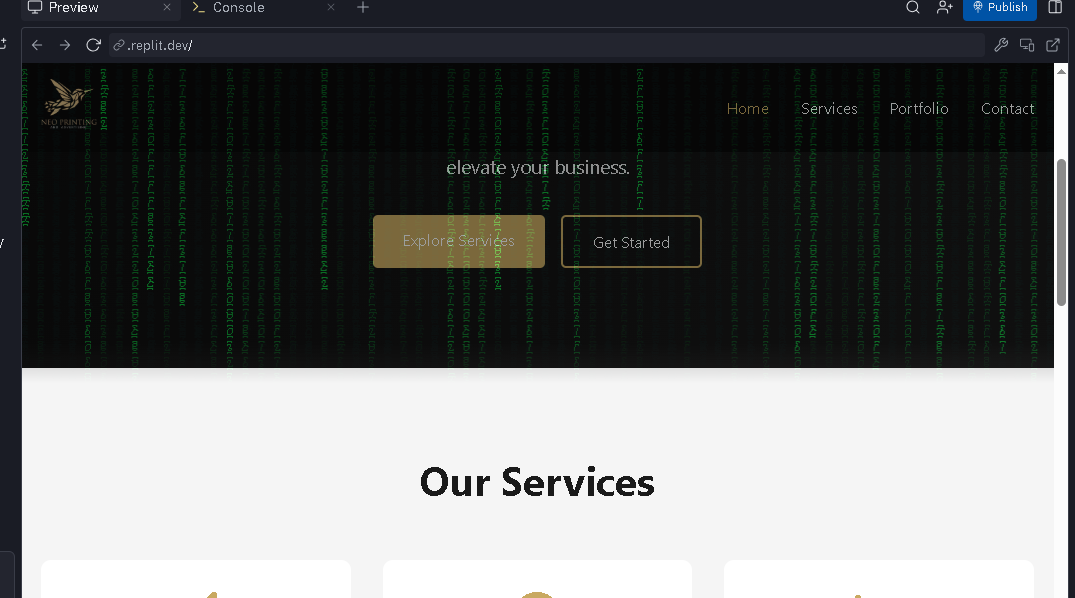 Preview
Console
Publish
.replit.dev/
NEO PRINTING
Home
Services
Portfolio
Contact
elevate your business.
Explore Services
Get Started
Our Services